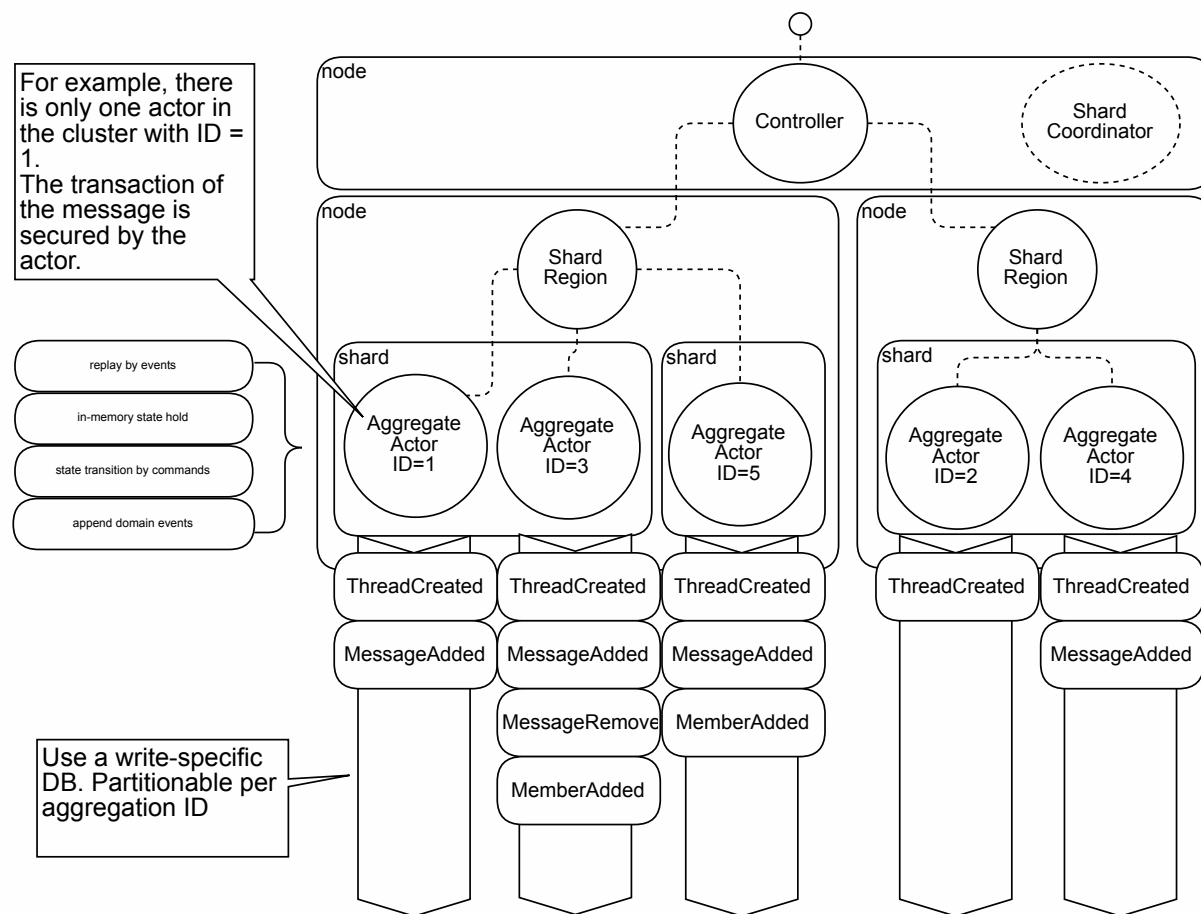 node
Controller
Shard
Coordinator
For example, there
is only one actor in
the cluster with ID =
1.
The transaction of
the message is
secured by the
actor.
node
Shard
Region
node
Shard
Region
replay by events
in-memory state hold
state transition by commands
append domain events
shard
Aggregate
Actor
ID=1
Aggregate
Actor
ID=3
shard
Aggregate
Actor
ID=5
shard
Aggregate
Actor
ID=2
Aggregate
Actor
ID=4
ThreadCreated
ThreadCreated
ThreadCreated
ThreadCreated
ThreadCreated
MessageAdded
MessageAdded
MessageAdded
MessageAdded
MessageRemove
MemberAdded
MemberAdded
Use a write-specific
DB. Partitionable per
aggregation ID